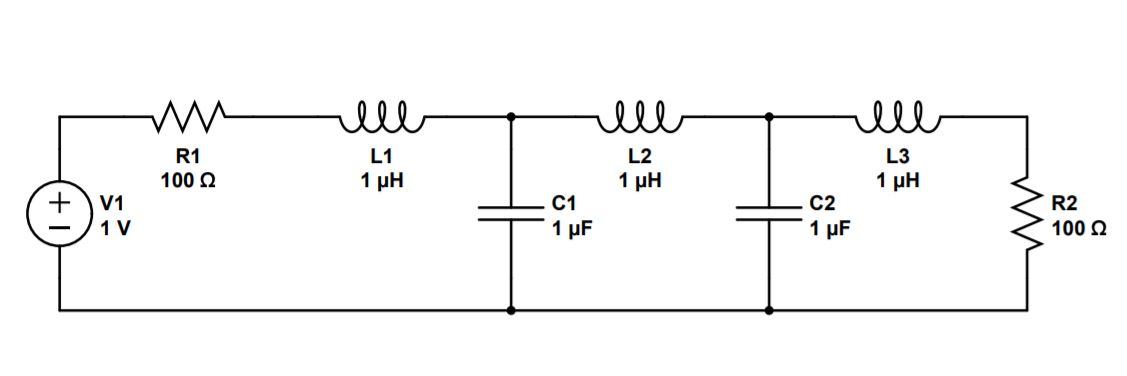 R1
100 Ω
L1
1 µH
L2
1 µH
L3
1 µH
V1
1 V
C1
1 µF
C2
1 µF
R2
100 Ω